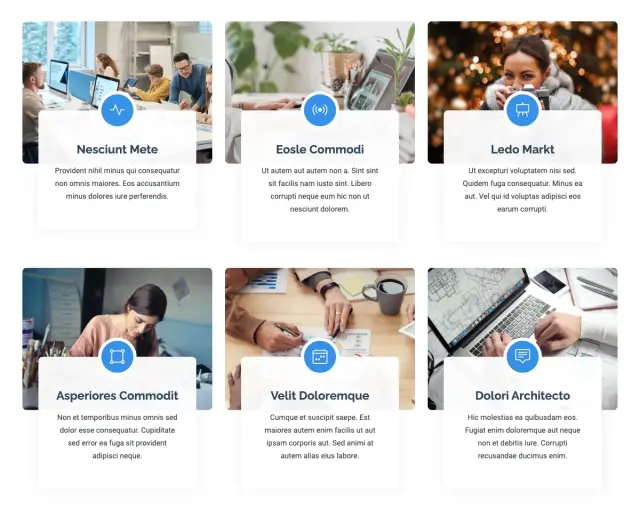 Nesciunt Mete
Provident nihil minus qui consequatur
non omnis maiores. Eos accusantium
minus dolores iure perferendis.
Eosle Commodi
Ut autem aut autem non a. Sint sint
sit facilis nam iusto sint. Libero
corrupti neque eum hic non ut
nesciunt dolorem.
Ledo Markt
Ut excepturi voluptatem nisi sed.
Quidem fuga consequatur. Minus ea
aut. Vel qui id voluptas adipisci eos
earum corrupti.
Asperiores Commodit
Non et temporibus minus omnis sed
dolor esse consequatur. Cupiditate
sed error ea fuga sit provident
adipisci neque.
Velit Doloremque
Cumque et suscipit saepe. Est
maiores autem enim facilis ut aut
ipsam corporis aut. Sed animi at
autem alias eius labore.
Dolori Architecto
Hic molestias ea quibusdam eos.
Fugiat enim doloremque aut neque
non et debitis iure. Corrupti
recusandae ducimus enim.